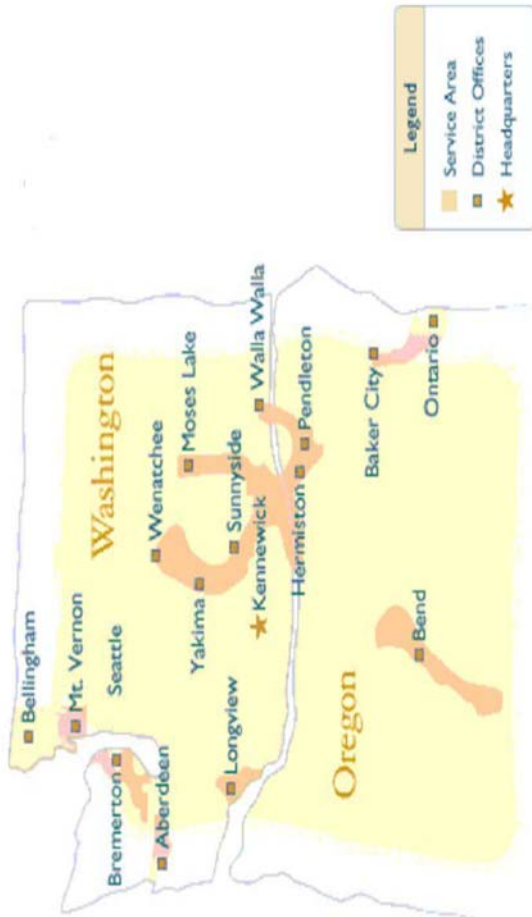 Bellingham
Mt. Vernon
Washington
Seattle
Bremerton
Wenatchee
Aberdeen
Moses Lake
Yakima
Sunnyside
Longview
Kennewick
Walla Walla
Hermiston
Pendleton
Oregon
Baker City
Bend
Ontario
Legend
Service Area
District Offices
Headquarters